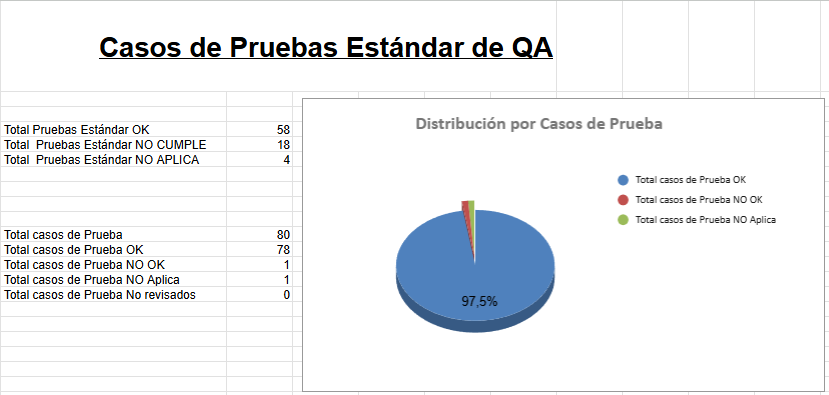 Casos de Pruebas Estándar de QA
Total Pruebas Estándar OK 58
Total Pruebas Estándar NO CUMPLE 18
Total Pruebas Estándar NO APLICA 4
Total casos de Prueba 80
Total casos de Prueba OK 78
Total casos de Prueba NO OK 1
Total casos de Prueba NO Aplica 1
Total casos de Prueba No revisados 0
Distribución por Casos de Prueba
Total casos de Prueba OK
Total casos de Prueba NO OK
Total casos de Prueba NO Aplica
97,5%